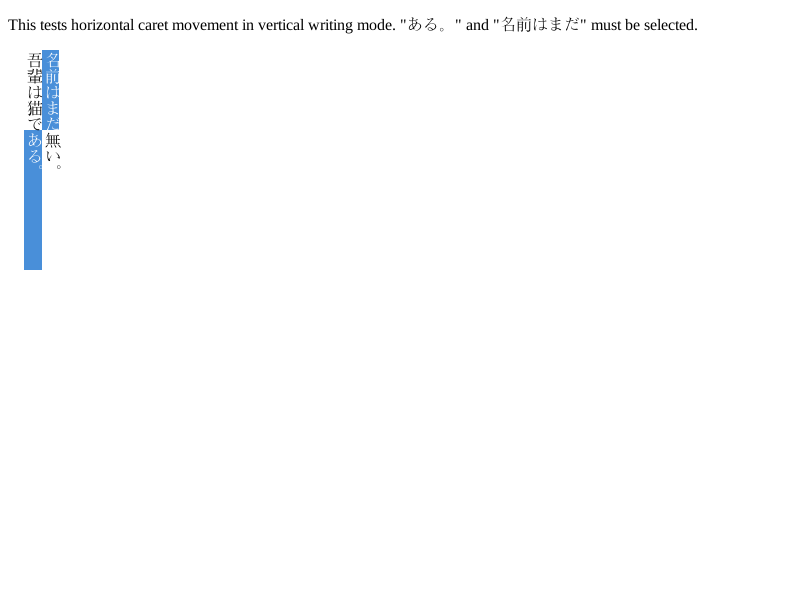 This tests horizontal caret movement in vertical writing mode. "ある。" and "名前はまだ" must be selected.
吾輩は猫である。
名前はまだ無い。